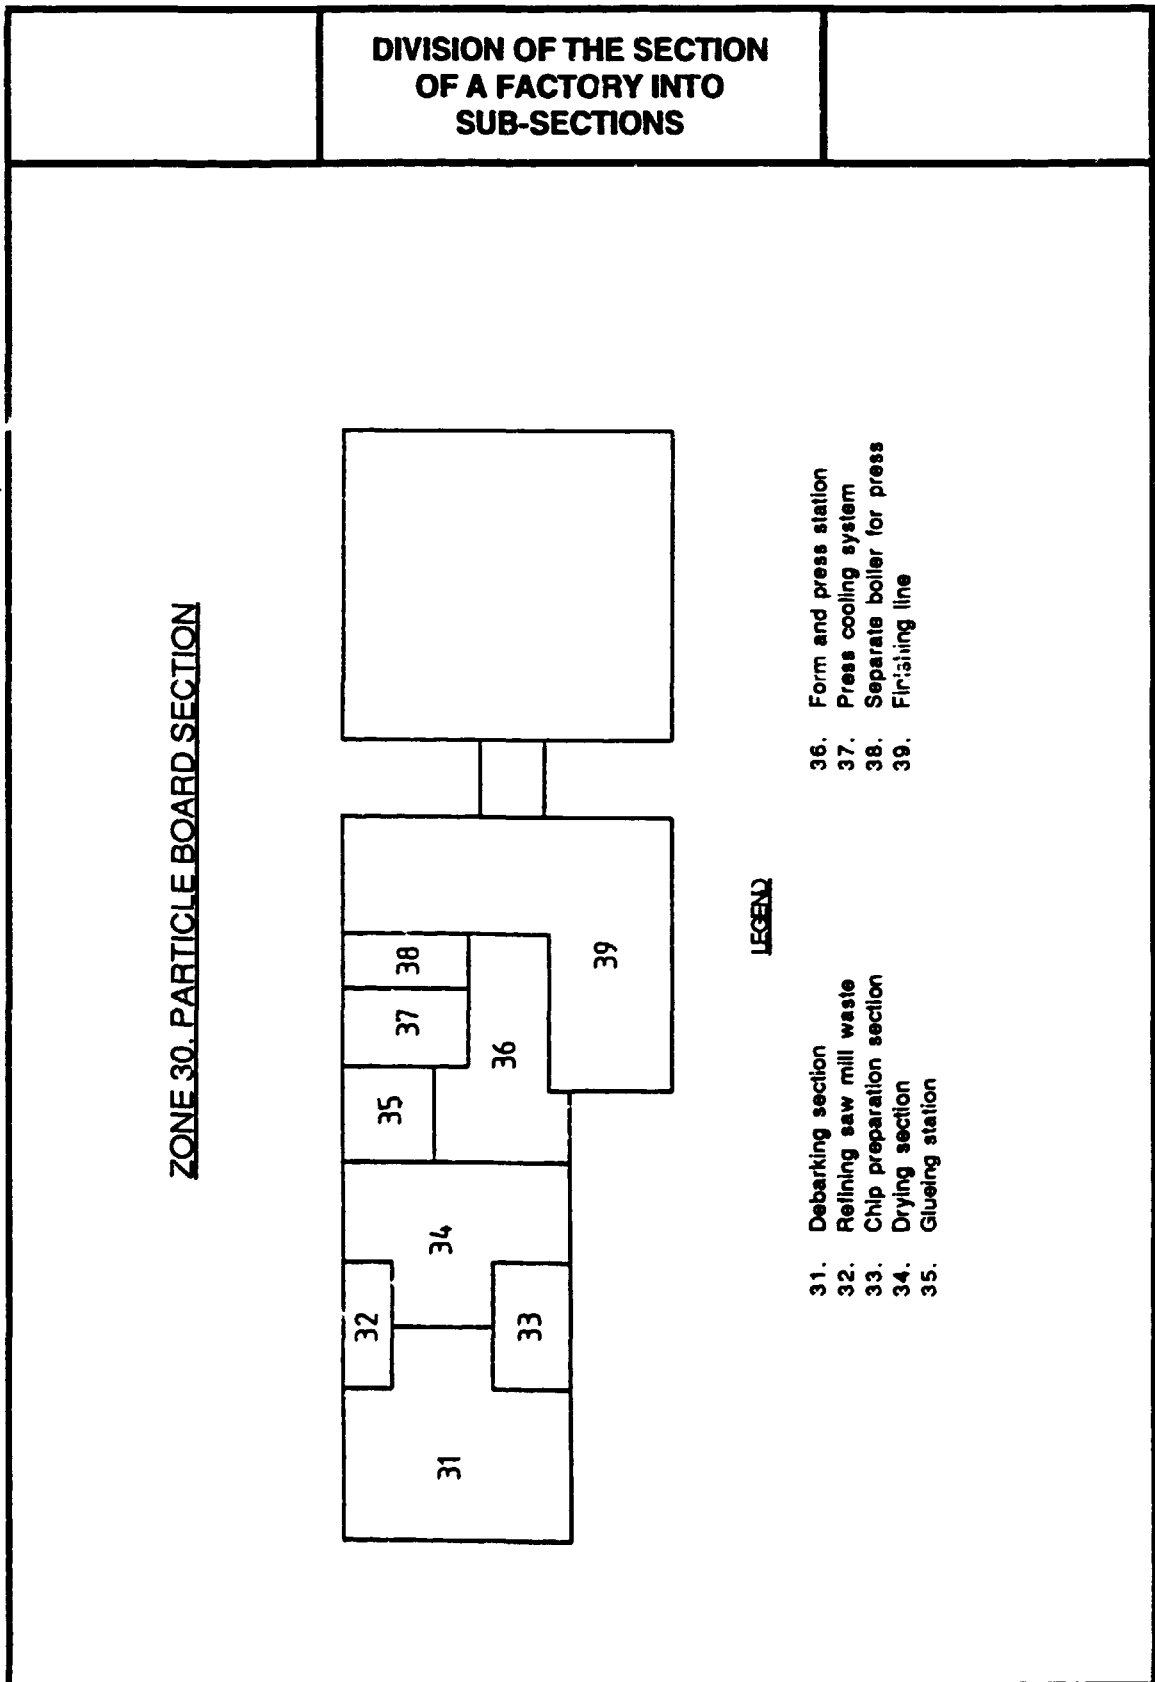 DIVISION OF THE SECTION
OF A FACTORY INTO
SUB-SECTIONS
ZONE 30. PARTICLE BOARD SECTION
31
32
33
34
35
36
37
38
39
LEGEND
31. Debarking section
32. Refining saw mill waste
33. Chip preparation section
34. Drying section
35. Glueing station
36. Form and press station
37. Press cooling system
38. Separate boiler for press
39. Finishing line